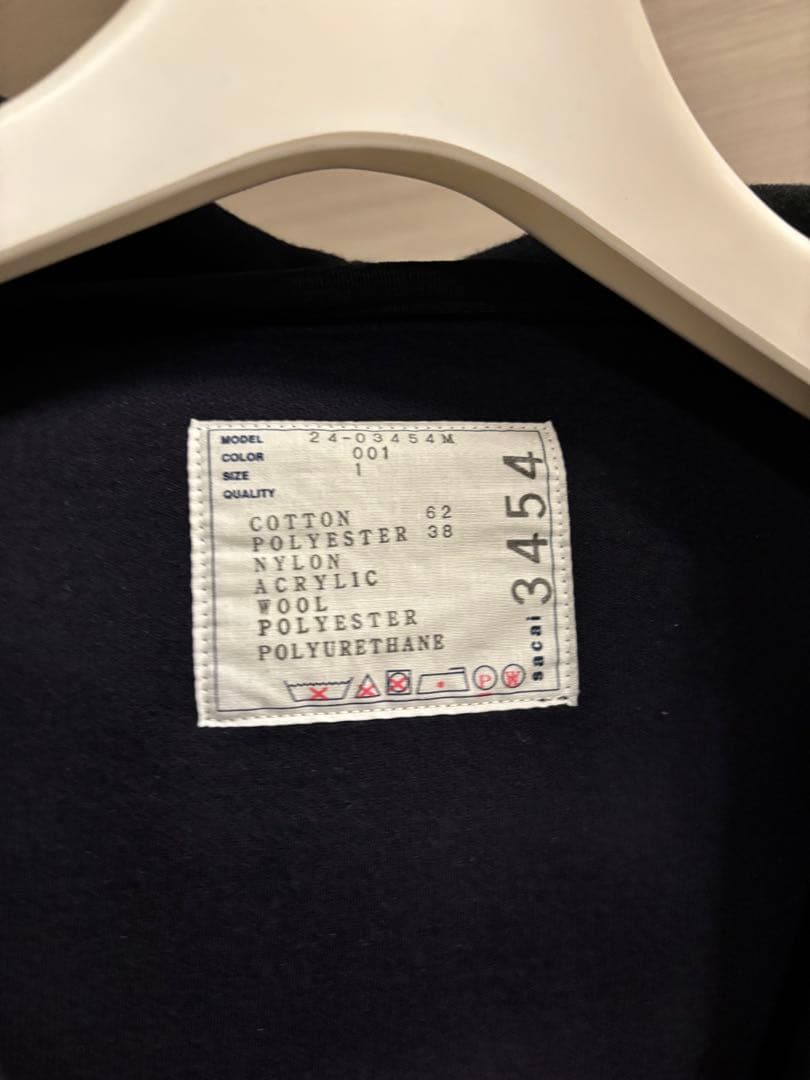 MODEL 24-03454M
COLOR 001
SIZE 1
QUALITY
COTTON 62
POLYESTER 38
NYLON
ACRYLIC
WOOL
POLYESTER
POLYURETHANE
P W
sacai 3454